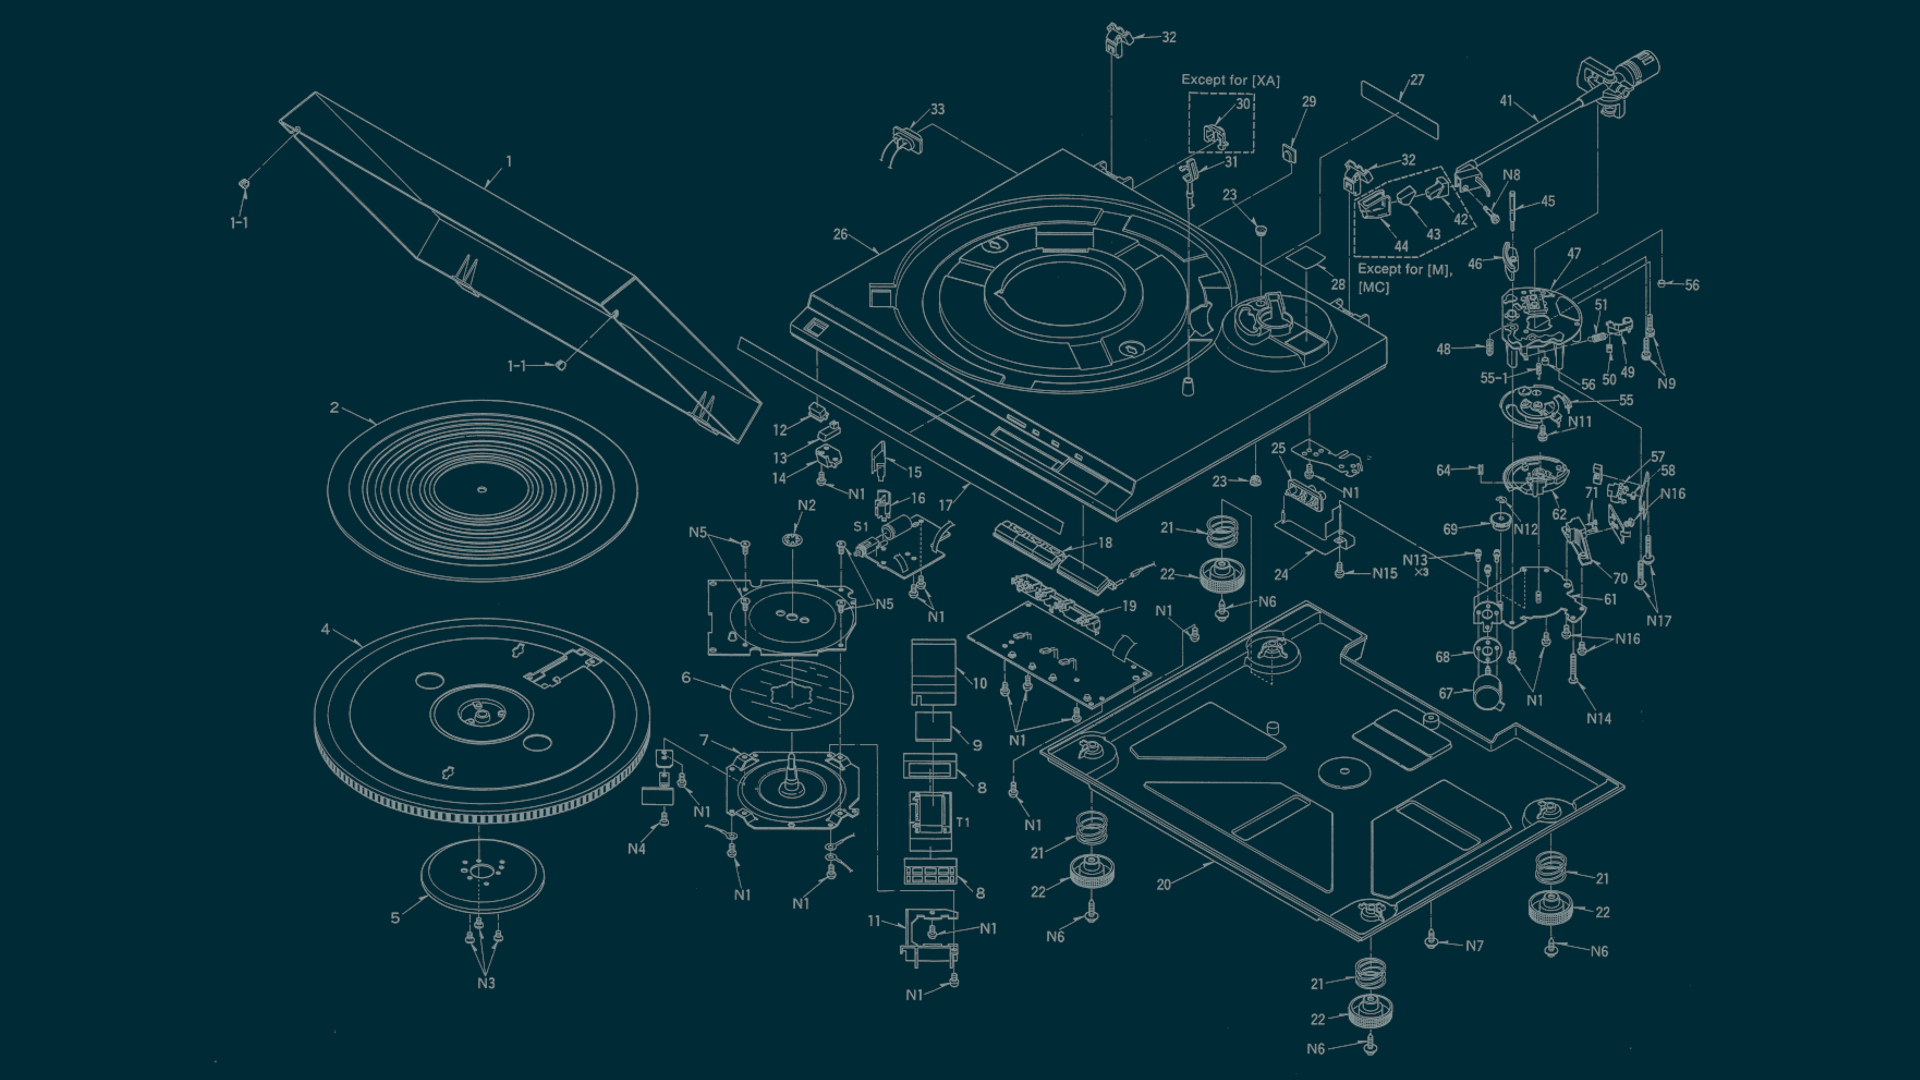 32
Except for [XA]
30
27
29
33
41
1
31
32
N8
1-1
23
45
42
43
44
26
47
46
Except for [M],
[MC]
28
56
51
48
1-1
49
50
55-1
56
N9
2
55
N11
12
13
14
15
25
57
58
64
N1
16
17
23
N1
71
N16
N2
S1
62
N5
21
69
N12
18
N13
×3
22
24
N15
70
N5
19
N6
61
N1
N1
N17
4
N16
68
6
10
67
N1
N14
7
9
N1
8
N1
T1
N1
N4
21
20
8
22
21
N1
N1
5
11
N1
22
N6
N7
N6
N3
21
N1
22
N6